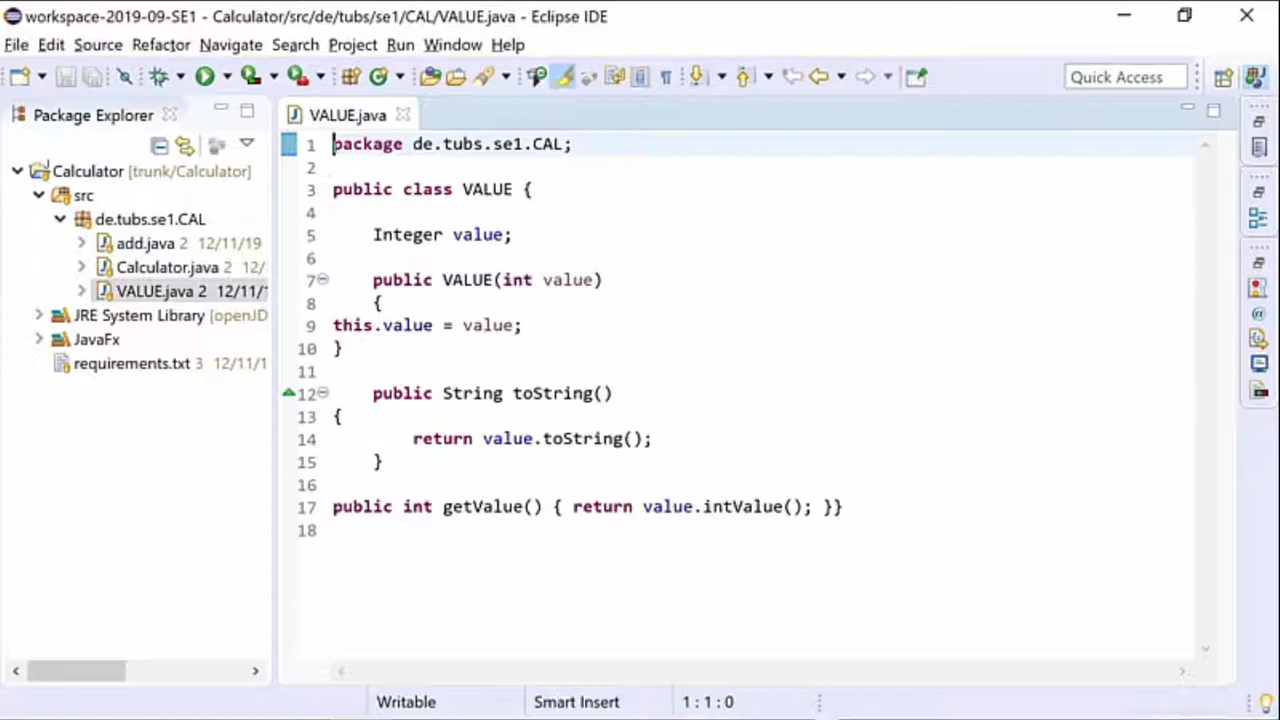 workspace-2019-09-SE1 - Calculator/src/de/tubs/se1/CAL/VALUE.java - Eclipse IDE
File Edit Source Refactor Navigate Search Project Run Window Help
Quick Access
Package Explorer
Calculator [trunk/Calculator]
src
de.tubs.se1.CAL
add.java 2 12/11/19
Calculator.java 2 12/
VALUE.java 2 12/11/
JRE System Library [openJD
JavaFx
requirements.txt 3 12/11/1
VALUE.java
1 package de.tubs.se1.CAL;
2
3 public class VALUE {
4
5 Integer value;
6
7 public VALUE(int value)
8 {
9 this.value = value;
10 }
11
12 public String toString()
13 {
14 return value.toString();
15 }
16
17 public int getValue() { return value.intValue(); }}
18
Writable Smart Insert 1 : 1 : 0